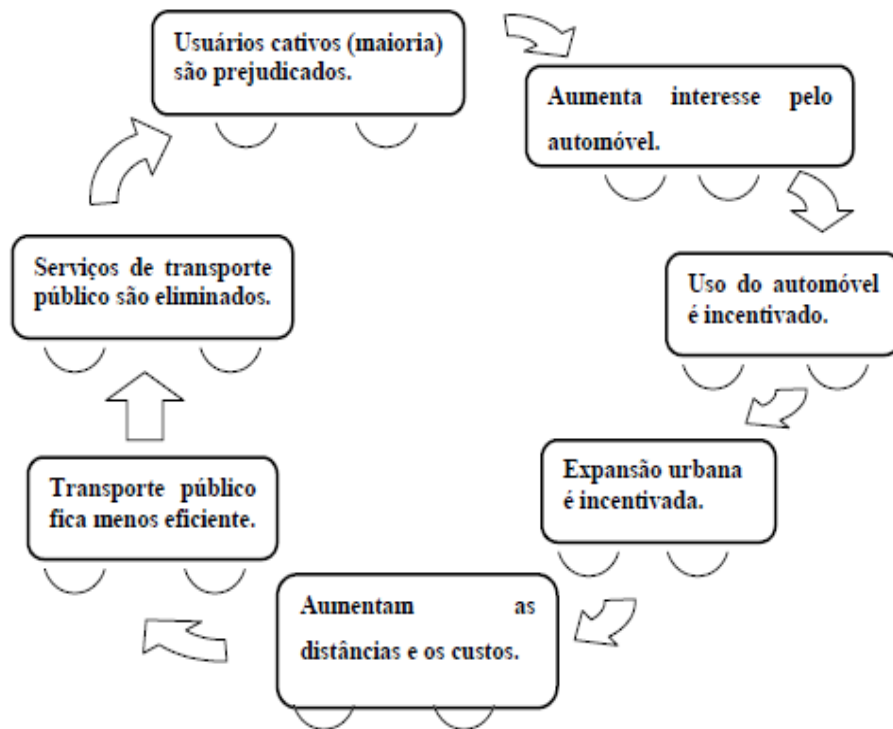 Usuários cativos (maioria)
são prejudicados.
Aumenta interesse pelo
automóvel.
Uso do automóvel
é incentivado.
Expansão urbana
é incentivada.
Aumentam as
distâncias e os custos.
Transporte público
fica menos eficiente.
Serviços de transporte
público são eliminados.